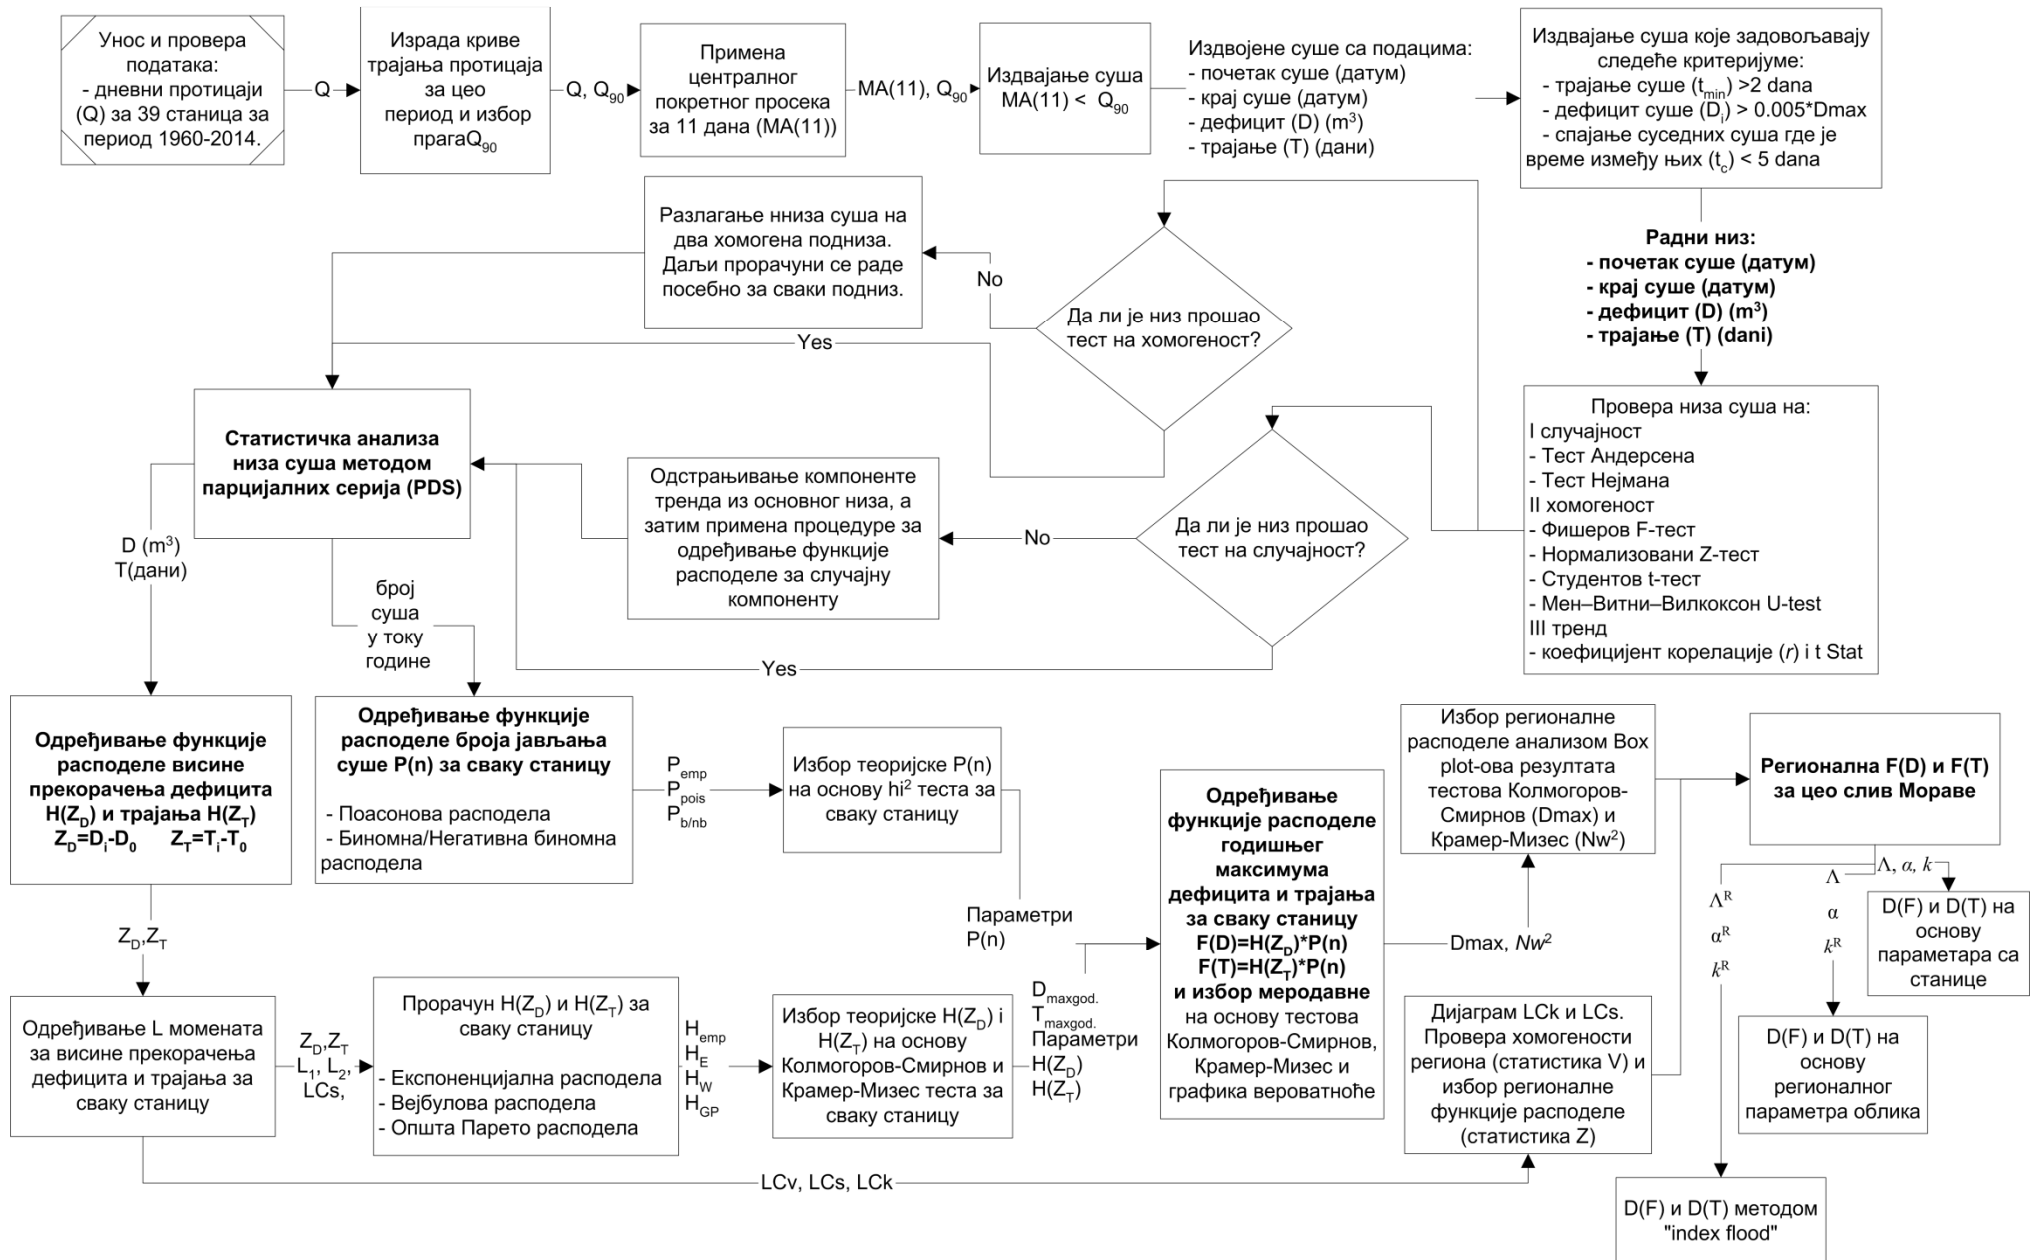 Унос и провера
података:
- дневни протицаји
(Q) за 39 станица за
период 1960-2014.
Q
Израда криве
трајања протицаја
за цео
период и избор
прагаQ90
Q, Q90
Примена
централног
покретног просека
за 11 дана (МА(11))
МА(11), Q90
Издвајање суша
МА(11) < Q90
Издвојене суше са подацима:
- почетак суше (датум)
- крај суше (датум)
- дефицит (D) (m³)
- трајање (Т) (дани)
Издвајање суша које задовољавају
следеће критеријуме:
- трајање суше (tmin) >2 dana
- дефицит суше (Di) > 0.005*Dmax
- спајање суседних суша где је
време између њих (tc) < 5 dana
Радни низ:
- почетак суше (датум)
- крај суше (датум)
- дефицит (D) (m³)
- трајање (Т) (dani)
Разлагање нниза суша на
два хомогена подниза.
Даљи прорачуни се раде
посебно за сваки подниз.
No
Да ли је низ прошао
тест на хомогеност?
Yes
Провера низа суша на:
I случајност
- Тест Андерсена
- Тест Нејмана
II хомогеност
- Фишеров F-тест
- Нормализовани Z-тест
- Студентов t-тест
- Мен–Витни–Вилкоксон U-test
III тренд
- коефицијент корелације (r) i t Stat
Статистичка анализа
низа суша методом
парцијалних серија (PDS)
Одстрањивање компоненте
тренда из основног низа, а
затим примена процедуре за
одређивање функције
расподеле за случајну
компоненту
No
Да ли је низ прошао
тест на случајност?
Yes
D (m³)
Т(дани)
број
суша
у току
године
Одређивање функције
расподеле висине
прекорачења дефицита
H(ZD) и трајања H(ZT)
ZD=Di-D0 ZT=Ti-T0
Одређивање функције
расподеле броја јављања
суше P(n) за сваку станицу
- Поасонова расподела
- Биномна/Негативна биномна
расподела
Pemp
Ppois
Pb/nb
Избор теоријске P(n)
на основу hi² теста за
сваку станицу
Параметри
P(n)
Одређивање
функције расподеле
годишњег
максимума
дефицита и трајања
за сваку станицу
F(D)=H(ZD)*P(n)
F(T)=H(ZT)*P(n)
и избор меродавне
на основу тестова
Колмогоров-Смирнов,
Крамер-Мизес и
графика вероватноће
Dmax, Nw²
Избор регионалне
расподеле анализом Box
plot-ова резултата
тестова Колмогоров-
Смирнов (Dmax) и
Крамер-Мизес (Nw²)
Регионална F(D) и F(T)
за цео слив Мораве
Λ, α, k
Λ
α
kR
ΛR
αR
kR
D(F) и D(T) на
основу
параметара са
станице
D(F) и D(T) на
основу
регионалног
параметра облика
D(F) и D(T) методом
"index flood"
ZD,ZT
Одређивање L момената
за висине прекорачења
дефицита и трајања за
сваку станицу
ZD,ZT
L1, L2,
LCs,
Прорачун H(ZD) и H(ZT) за
сваку станицу
- Експоненцијална расподела
- Вејбулова расподела
- Општа Парето расподела
Hemp
HE
HW
HGP
Избор теоријске H(ZD) i
H(ZT) на основу
Колмогоров-Смирнов и
Крамер-Мизес теста за
сваку станицу
Dmaxgod.
Tmaxgod.
Параметри
H(ZD)
H(ZT)
Дијаграм LCk и LCs.
Провера хомогености
региона (статистика V) и
избор регионалне
функције расподеле
(статистика Z)
LCv, LCs, LCk